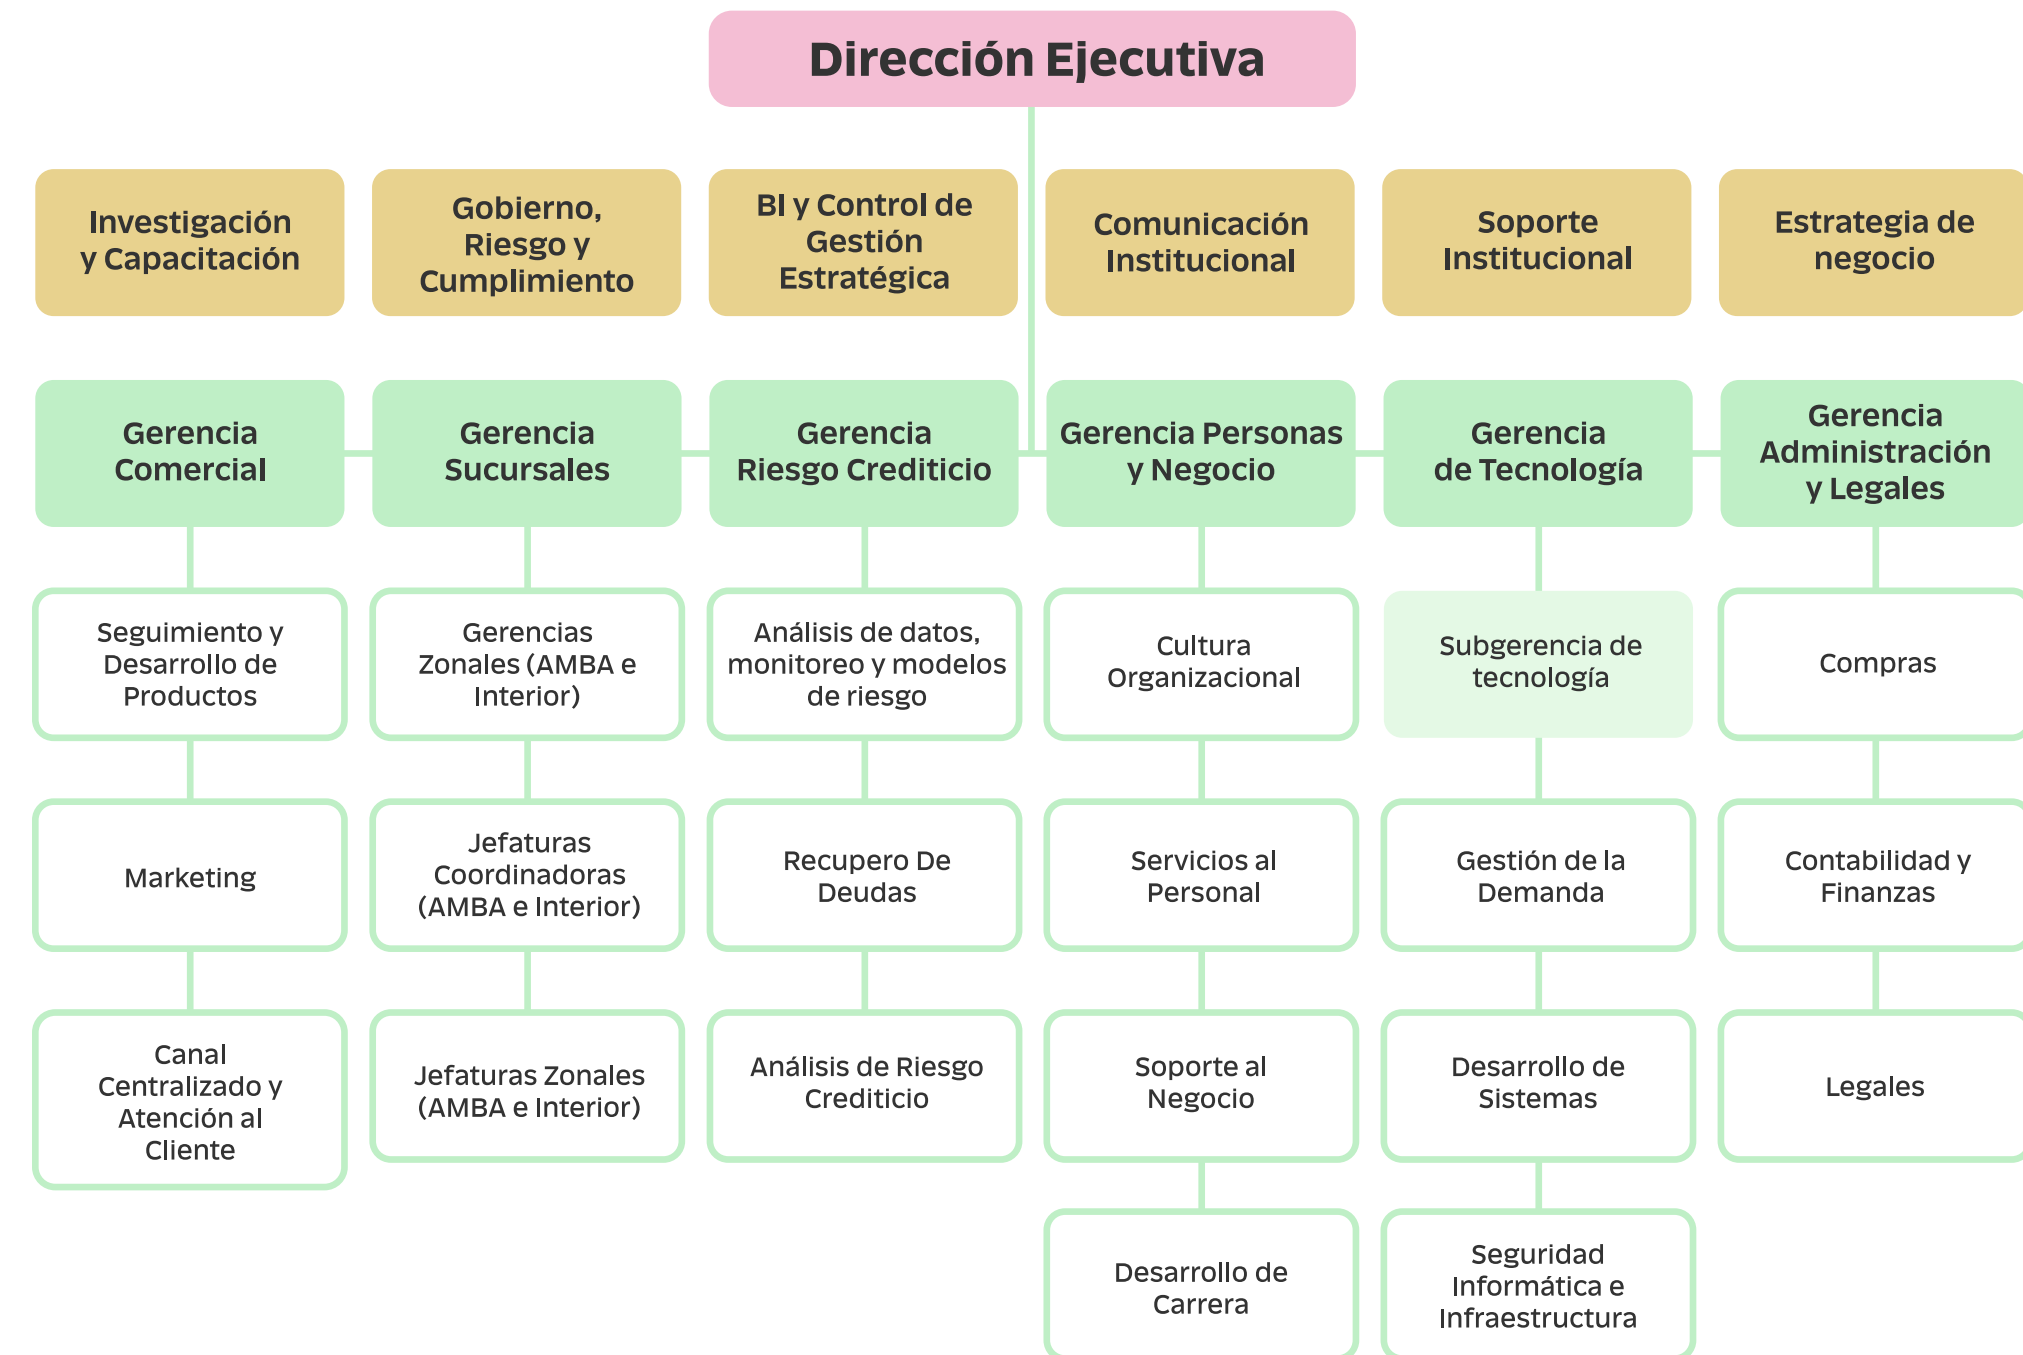 Dirección Ejecutiva
Investigación
y Capacitación
Gobierno,
Riesgo y
Cumplimiento
BI y Control de
Gestión
Estratégica
Comunicación
Institucional
Soporte
Institucional
Estrategia de
negocio
Gerencia
Comercial
Gerencia
Sucursales
Gerencia
Riesgo Crediticio
Gerencia Personas
y Negocio
Gerencia
de Tecnología
Gerencia
Administración
y Legales
Seguimiento y
Desarrollo de
Productos
Gerencias
Zonales (AMBA e
Interior)
Análisis de datos,
monitoreo y modelos
de riesgo
Cultura
Organizacional
Subgerencia de
tecnología
Compras
Marketing
Jefaturas
Coordinadoras
(AMBA e Interior)
Recupero De
Deudas
Servicios al
Personal
Gestión de la
Demanda
Contabilidad y
Finanzas
Canal
Centralizado y
Atención al
Cliente
Jefaturas Zonales
(AMBA e Interior)
Análisis de Riesgo
Crediticio
Soporte al
Negocio
Desarrollo de
Sistemas
Legales
Desarrollo de
Carrera
Seguridad
Informática e
Infraestructura